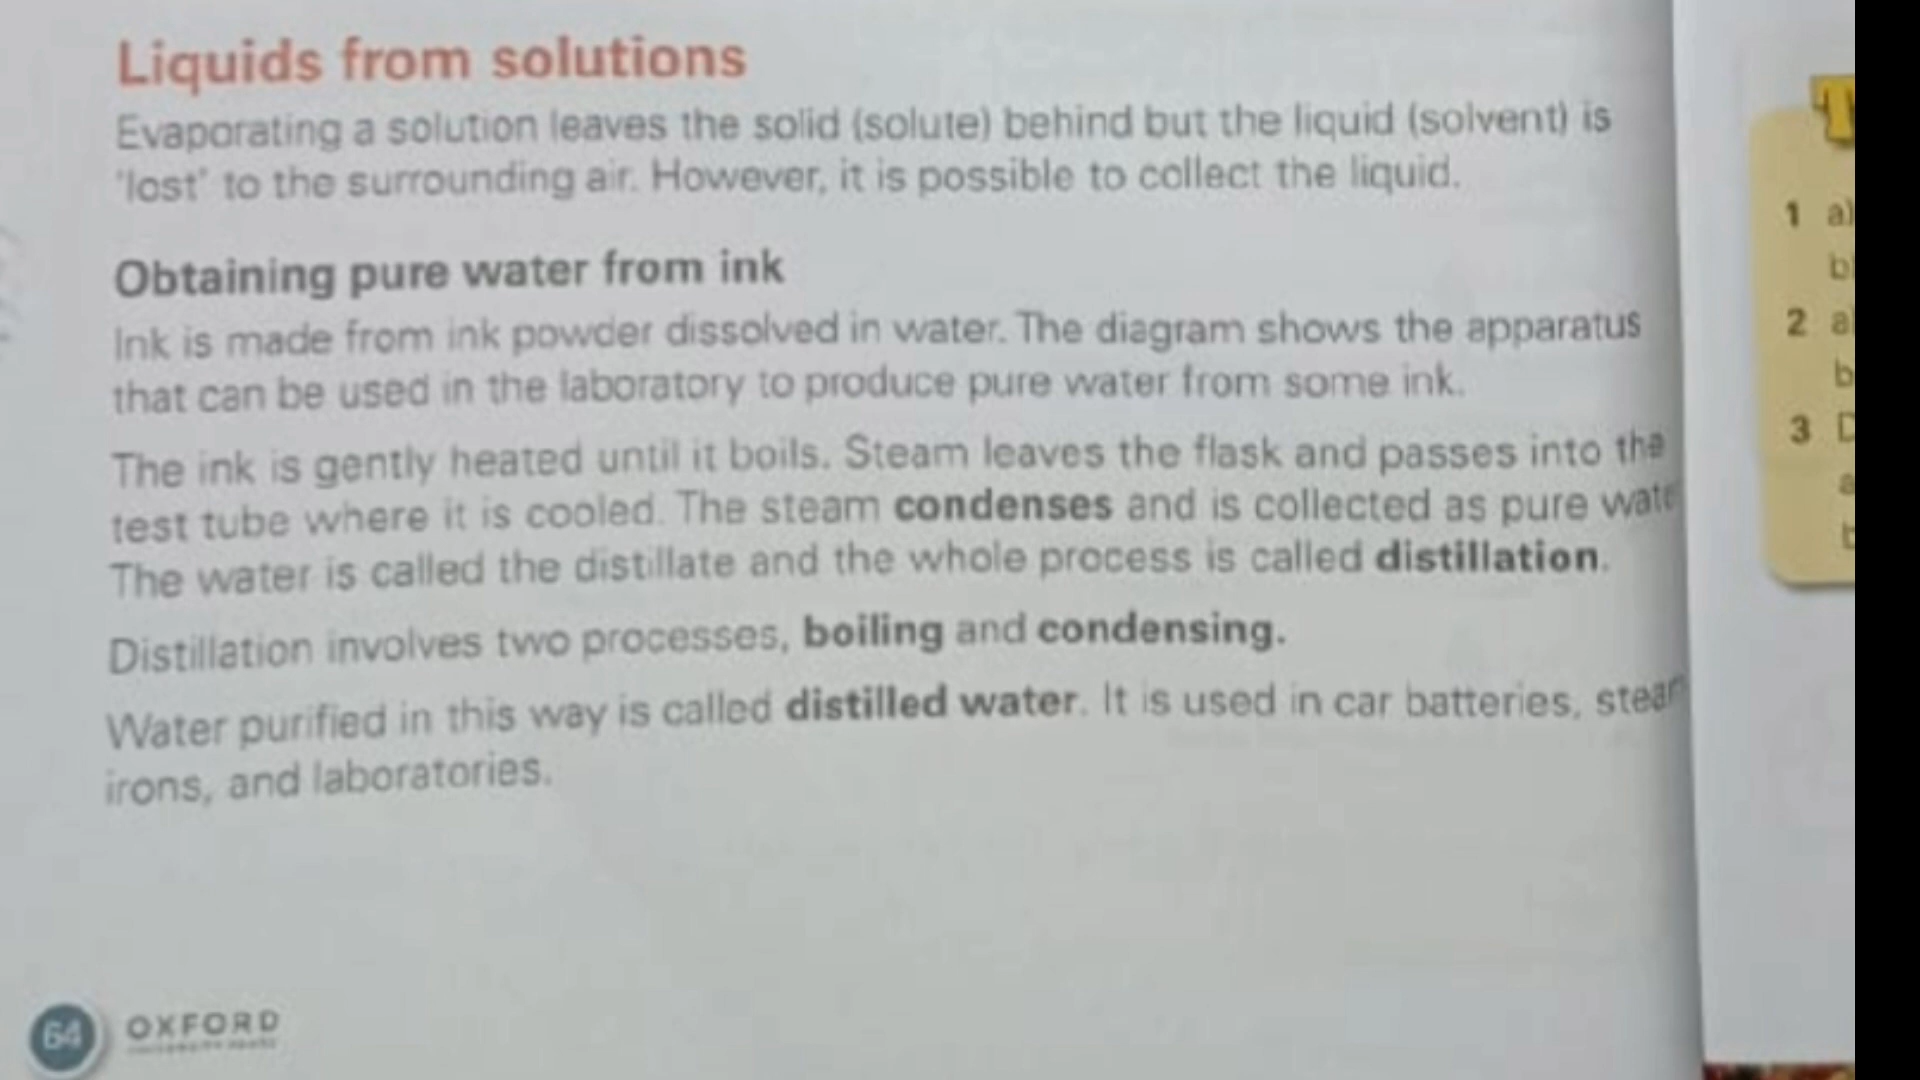 Liquids from solutions
Evaporating a solution leaves the solid (solute) behind but the liquid (solvent) is
'lost' to the surrounding air. However, it is possible to collect the liquid.
Obtaining pure water from ink
Ink is made from ink powder dissolved in water. The diagram shows the apparatus
that can be used in the laboratory to produce pure water from some ink.
The ink is gently heated until it boils. Steam leaves the flask and passes into the
test tube where it is cooled. The steam condenses and is collected as pure wate
The water is called the distillate and the whole process is called distillation.
Distillation involves two processes, boiling and condensing.
Water purified in this way is called distilled water. It is used in car batteries, steam
irons, and laboratories.
64
OXFORD
UNIVERSITY PRESS
1 a)
b)
2 a)
b
3 D
a
b